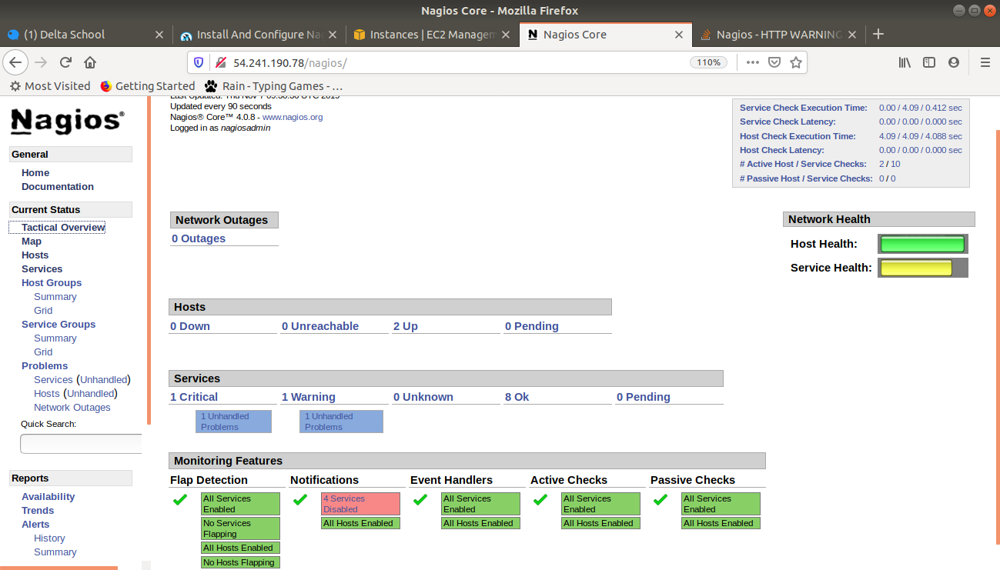 Nagios Core - Mozilla Firefox
(1) Delta School
Install And Configure Na
Instances | EC2 Managem
Nagios Core
Nagios - HTTP WARNING
54.241.190.78/nagios/
110%
Most Visited
Getting Started
Rain - Typing Games - …
Nagios®
General
Home
Documentation
Current Status
Tactical Overview
Map
Hosts
Services
Host Groups
Summary
Grid
Service Groups
Summary
Grid
Problems
Services (Unhandled)
Hosts (Unhandled)
Network Outages
Quick Search:
Reports
Availability
Trends
Alerts
History
Summary
Updated every 90 seconds
Nagios® Core™ 4.0.8 - www.nagios.org
Logged in as nagiosadmin
Service Check Execution Time: 0.00 / 4.09 / 0.412 sec
Service Check Latency: 0.00 / 0.00 / 0.000 sec
Host Check Execution Time: 4.09 / 4.09 / 4.088 sec
Host Check Latency: 0.00 / 0.00 / 0.000 sec
# Active Host / Service Checks: 2 / 10
# Passive Host / Service Checks: 0 / 0
Network Outages
0 Outages
Network Health
Host Health:
Service Health:
Hosts
0 Down 0 Unreachable 2 Up 0 Pending
Services
1 Critical 1 Warning 0 Unknown 8 Ok 0 Pending
1 Unhandled
Problems
1 Unhandled
Problems
Monitoring Features
Flap Detection Notifications Event Handlers Active Checks Passive Checks
All Services
Enabled
No Services
Flapping
All Hosts Enabled
No Hosts Flapping
4 Services
Disabled
All Hosts Enabled
All Services
Enabled
All Hosts Enabled
All Services
Enabled
All Hosts Enabled
All Services
Enabled
All Hosts Enabled